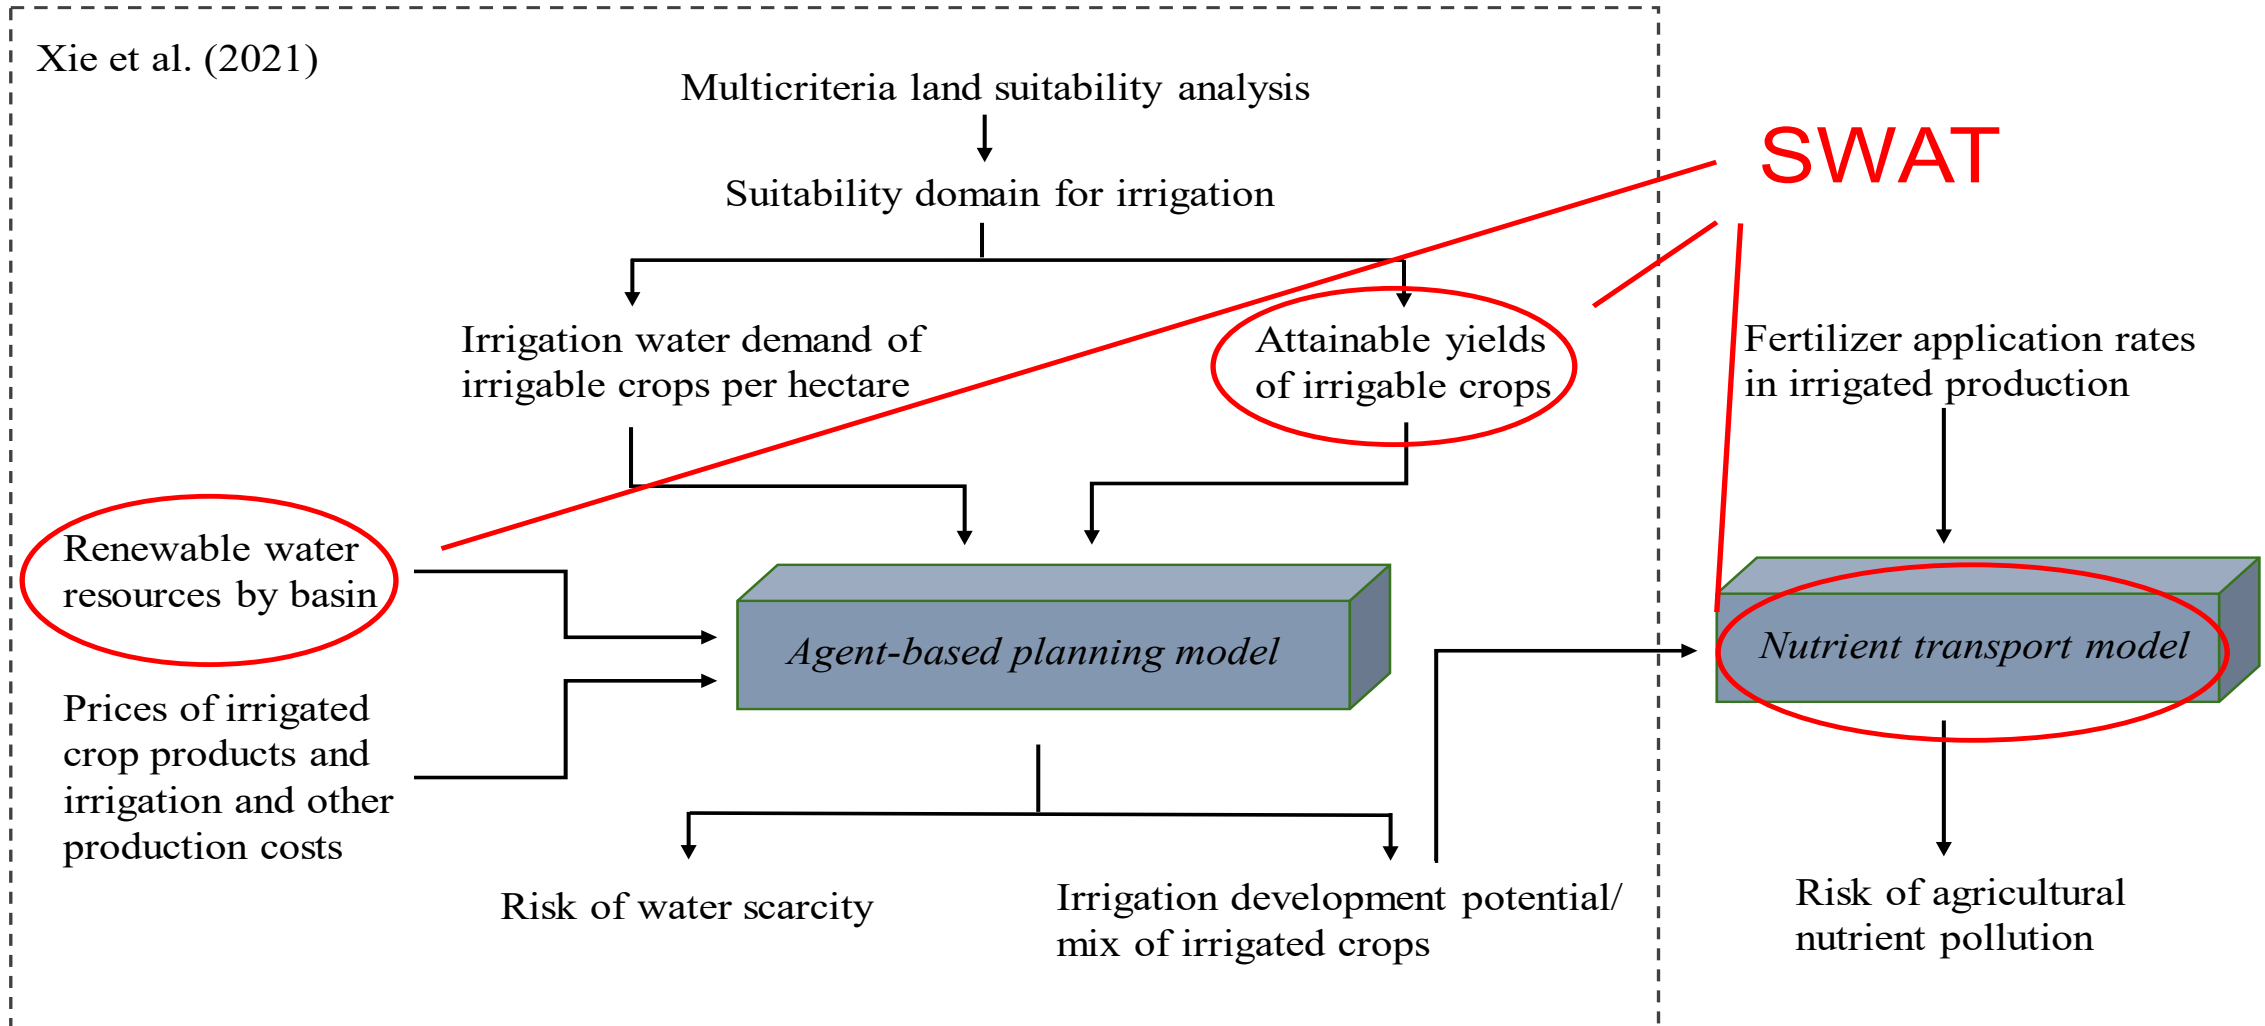 Xie et al. (2021)
Multicriteria land suitability analysis
SWAT
Suitability domain for irrigation
Irrigation water demand of
irrigable crops per hectare
Attainable yields
of irrigable crops
Fertilizer application rates
in irrigated production
Renewable water
resources by basin
Agent-based planning model
Nutrient transport model
Prices of irrigated
crop products and
irrigation and other
production costs
Risk of water scarcity
Irrigation development potential/
mix of irrigated crops
Risk of agricultural
nutrient pollution